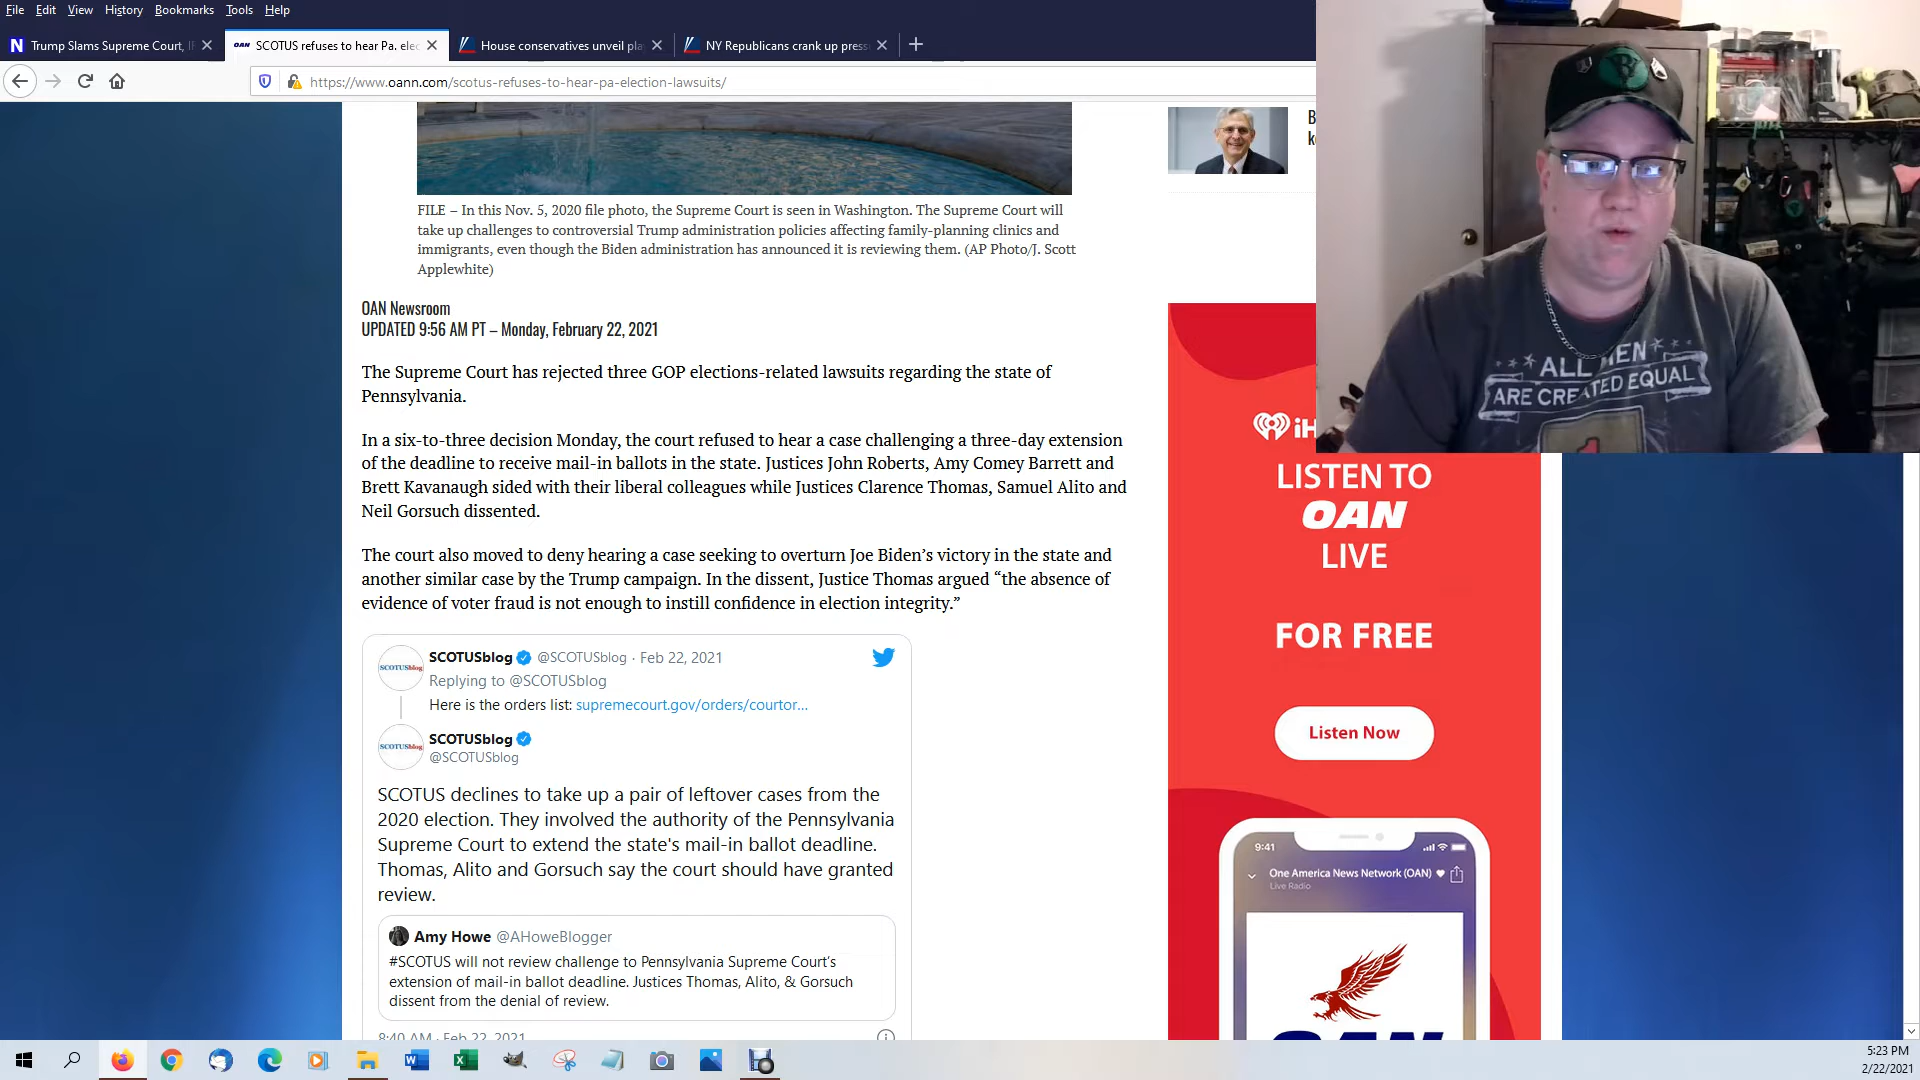 File Edit View History Bookmarks Tools Help
Trump Slams Supreme Court, I
SCOTUS refuses to hear Pa. elec
House conservatives unveil pla
NY Republicans crank up press
https://www.oann.com/scotus-refuses-to-hear-pa-election-lawsuits/
FILE – In this Nov. 5, 2020 file photo, the Supreme Court is seen in Washington. The Supreme Court will
take up challenges to controversial Trump administration policies affecting family-planning clinics and
immigrants, even though the Biden administration has announced it is reviewing them. (AP Photo/J. Scott
Applewhite)
OAN Newsroom
UPDATED 9:56 AM PT – Monday, February 22, 2021
The Supreme Court has rejected three GOP elections-related lawsuits regarding the state of
Pennsylvania.
In a six-to-three decision Monday, the court refused to hear a case challenging a three-day extension
of the deadline to receive mail-in ballots in the state. Justices John Roberts, Amy Comey Barrett and
Brett Kavanaugh sided with their liberal colleagues while Justices Clarence Thomas, Samuel Alito and
Neil Gorsuch dissented.
The court also moved to deny hearing a case seeking to overturn Joe Biden’s victory in the state and
another similar case by the Trump campaign. In the dissent, Justice Thomas argued “the absence of
evidence of voter fraud is not enough to instill confidence in election integrity.”
SCOTUSblog @SCOTUSblog · Feb 22, 2021
Replying to @SCOTUSblog
Here is the orders list: supremecourt.gov/orders/courtor...
SCOTUSblog
@SCOTUSblog
SCOTUS declines to take up a pair of leftover cases from the
2020 election. They involved the authority of the Pennsylvania
Supreme Court to extend the state's mail-in ballot deadline.
Thomas, Alito and Gorsuch say the court should have granted
review.
Amy Howe @AHoweBlogger
#SCOTUS will not review challenge to Pennsylvania Supreme Court’s
extension of mail-in ballot deadline. Justices Thomas, Alito, & Gorsuch
dissent from the denial of review.
8:40 AM · Feb 22, 2021
iH
LISTEN TO
OAN
LIVE
FOR FREE
Listen Now
9:41
One America News Network (OAN)
Live Radio
OAN
ALL MEN
ARE CREATED EQUAL
5:23 PM
2/22/2021